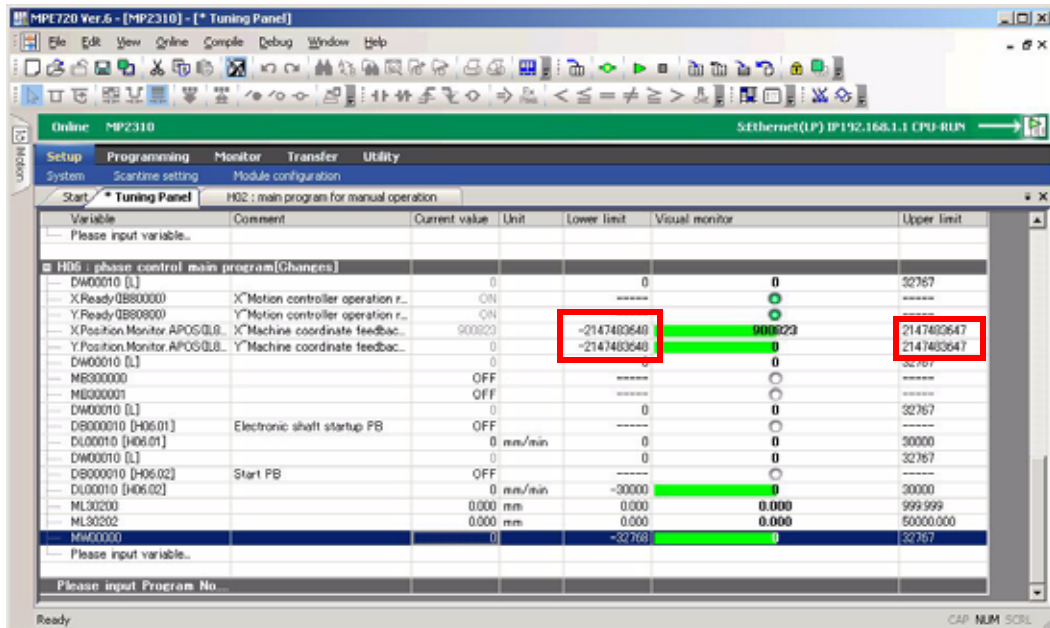 MPE720 Ver.6 - [MP2310] - [* Tuning Panel]
File Edit View Online Compile Debug Window Help
Online MP2310 5:Ethernet(LP) IP192.168.1.1 CPU-RUN
Setup Programming Monitor Transfer Utility
System Scantime setting Module configuration
Motion
Start * Tuning Panel H02 : main program for manual operation
Variable Comment Current value Unit Lower limit Visual monitor Upper limit
Please input variable..
H06 : phase control main program[Changes]
DW00010 [L] 0 0 0 32767
X.Ready(IB80000) X"Motion controller operation r... ON ----- -----
Y.Ready(IB80800) Y"Motion controller operation r... ON ----- -----
X.Position.Monitor.APOS(IL8... X"Machine coordinate feedbac... 900823 -2147483648 900823 2147483647
Y.Position.Monitor.APOS(IL8... Y"Machine coordinate feedbac... 0 -2147483648 0 2147483647
DW00010 [L] 0 0 0 32767
MB300000 OFF ----- -----
MB300001 OFF ----- -----
DW00010 [L] 0 0 0 32767
DB000010 [H06.01] Electronic shaft startup PB OFF ----- -----
DL00010 [H06.01] 0 mm/min 0 0 30000
DW00010 [L] 0 0 0 32767
DB000010 [H06.02] Start PB OFF ----- -----
DL00010 [H06.02] 0 mm/min -30000 0 30000
ML30200 0.000 mm 0.000 0.000 999.999
ML30202 0.000 mm 0.000 0.000 50000.000
MW00000 0 -32768 0 32767
Please input variable..
Please input Program No...
Ready CAP NUM SCRL